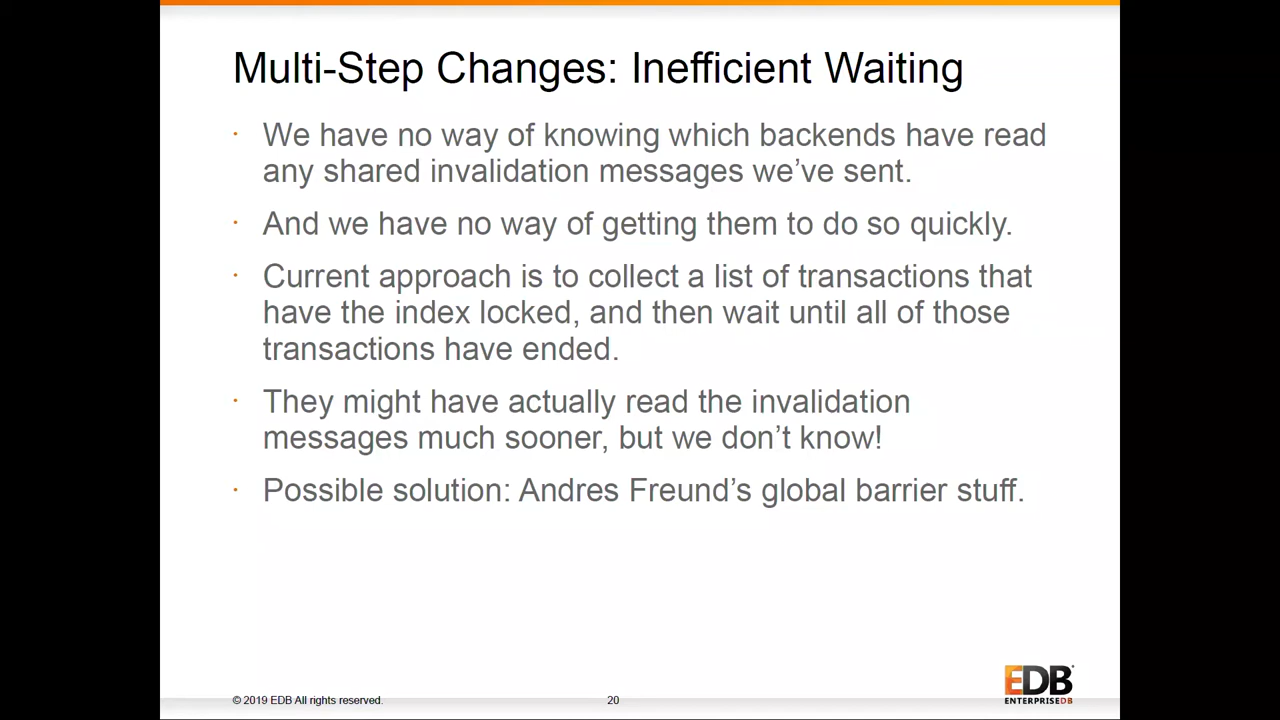 Multi-Step Changes: Inefficient Waiting
· We have no way of knowing which backends have read
any shared invalidation messages we’ve sent.
· And we have no way of getting them to do so quickly.
· Current approach is to collect a list of transactions that
have the index locked, and then wait until all of those
transactions have ended.
· They might have actually read the invalidation
messages much sooner, but we don’t know!
· Possible solution: Andres Freund’s global barrier stuff.
EDB
ENTERPRISEDB
© 2019 EDB All rights reserved.
20